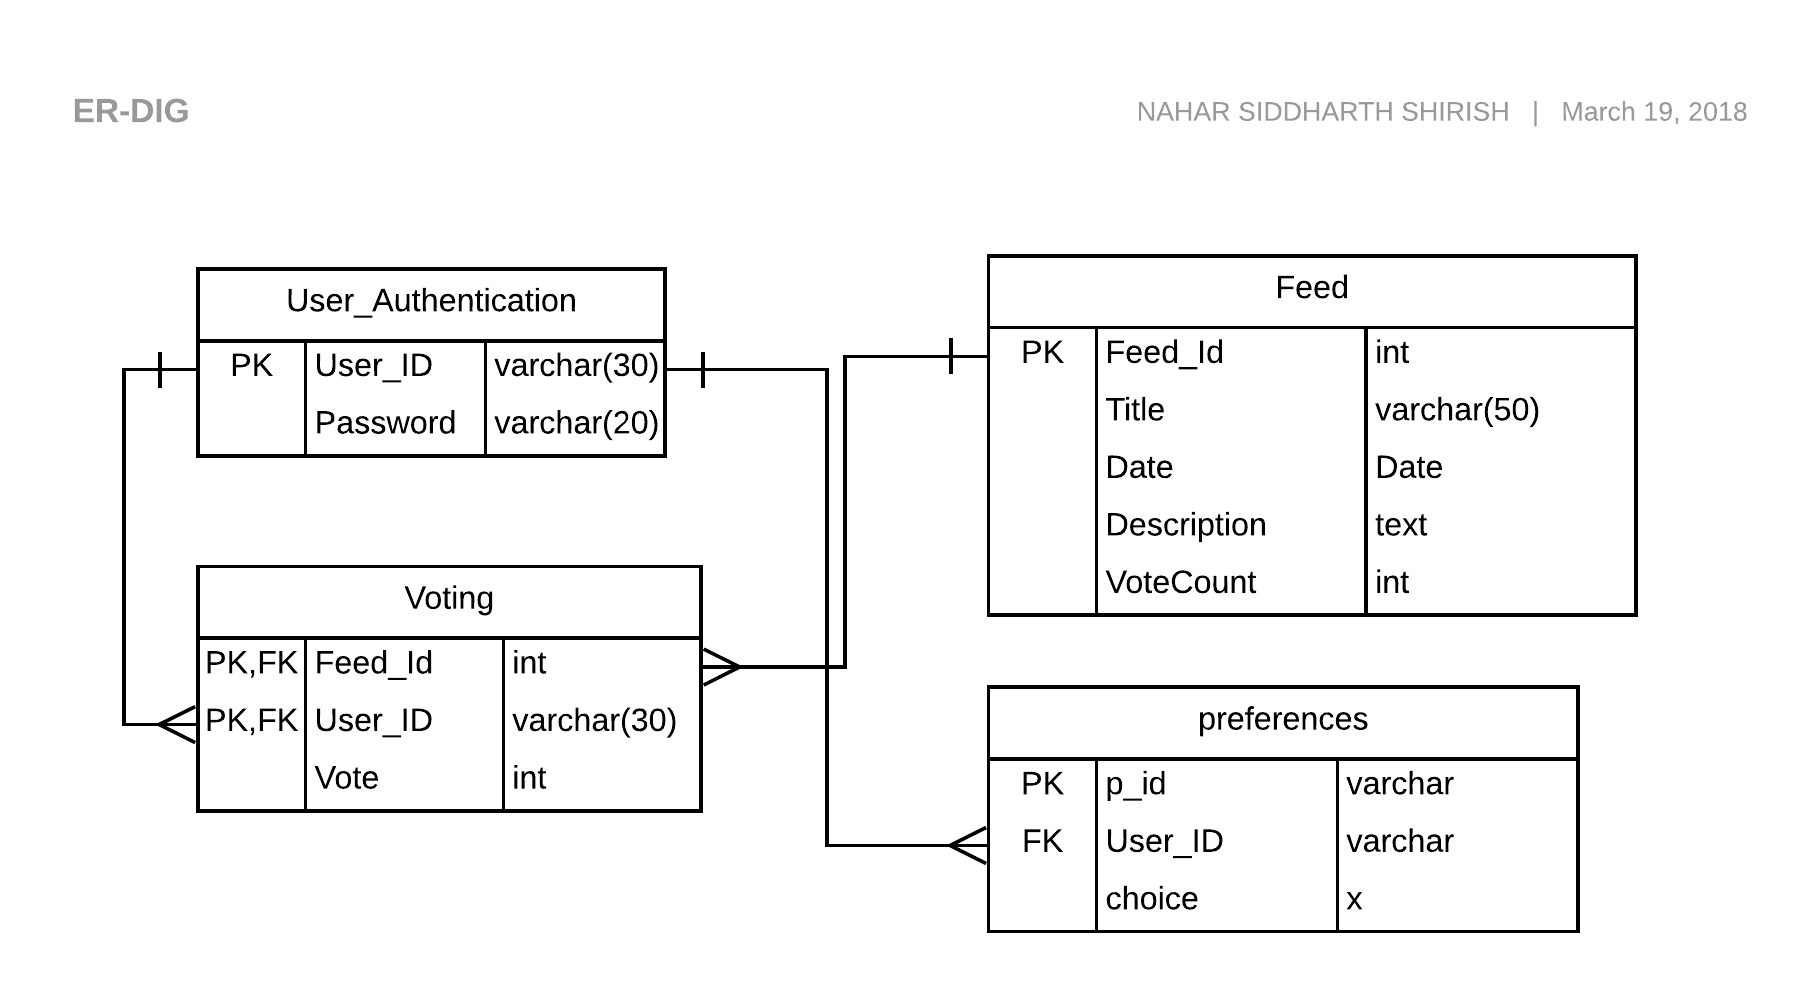 ER-DIG
NAHAR SIDDHARTH SHIRISH | March 19, 2018
User_Authentication
PK User_ID varchar(30)
Password varchar(20)
Feed
PK Feed_Id int
Title varchar(50)
Date Date
Description text
VoteCount int
Voting
PK,FK Feed_Id int
PK,FK User_ID varchar(30)
Vote int
preferences
PK p_id varchar
FK User_ID varchar
choice x